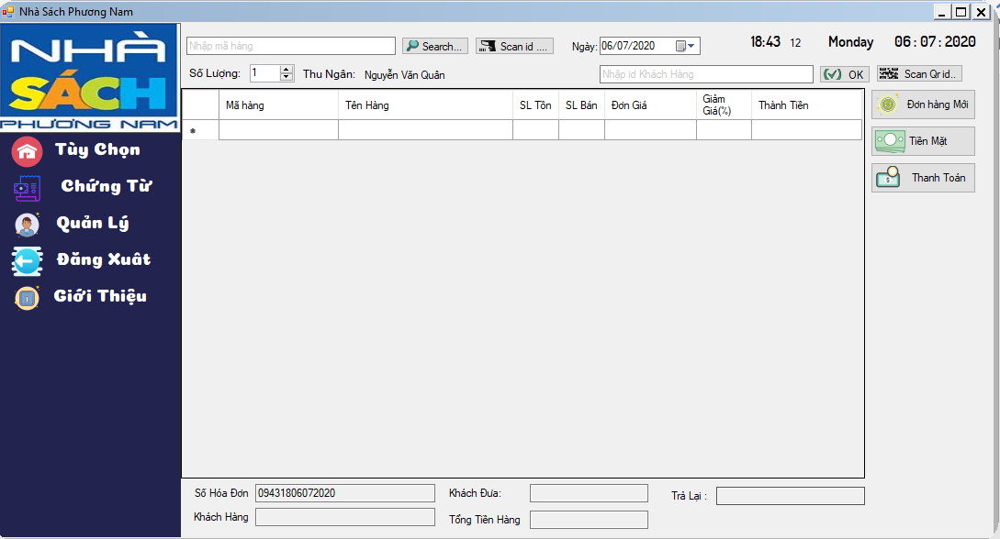 Nhà Sách Phương Nam
NHÀ
SÁCH
PHƯƠNG NAM
Nhập mã hàng
Search...
Scan id ....
Ngày: 06/07/2020
18:43 12 Monday 06:07:2020
Số Lượng: 1
Thu Ngân: Nguyễn Văn Quân
Nhập id Khách Hàng
OK
Scan Qr id..
Mã hàng
Tên Hàng
SL Tồn
SL Bán
Đơn Giá
Giảm
Giá(%)
Thành Tiền
Đơn hàng Mới
Tiền Mặt
Thanh Toán
Tùy Chọn
Chứng Từ
Quản Lý
Đăng Xuất
Giới Thiệu
Số Hóa Đơn 09431806072020
Khách Đưa:
Trả Lại :
Khách Hàng
Tổng Tiền Hàng